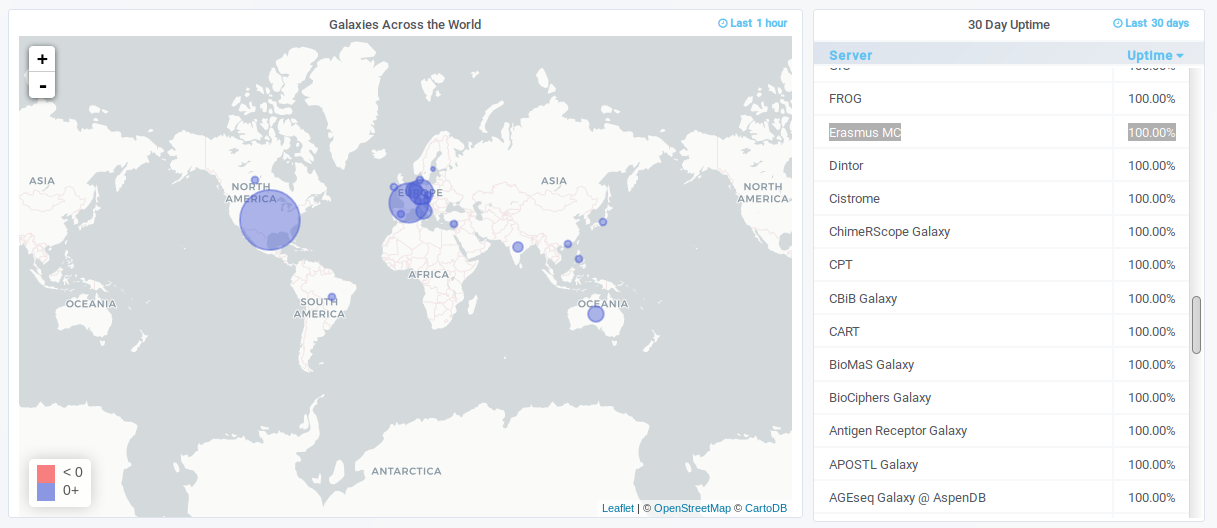 Galaxies Across the World
Last 1 hour
+
-
ASIA
NORTH
AMERICA
EUROPE
ASIA
NORTH
AMERICA
AFRICA
OCEANIA
SOUTH
AMERICA
OCEANIA
ANTARCTICA
< 0
0+
Leaflet | © OpenStreetMap © CartoDB
30 Day Uptime
Last 30 days
Server Uptime
FROG 100.00%
Erasmus MC 100.00%
Dintor 100.00%
Cistrome 100.00%
ChimeRScope Galaxy 100.00%
CPT 100.00%
CBiB Galaxy 100.00%
CART 100.00%
BioMaS Galaxy 100.00%
BioCiphers Galaxy 100.00%
Antigen Receptor Galaxy 100.00%
APOSTL Galaxy 100.00%
AGEseq Galaxy @ AspenDB 100.00%